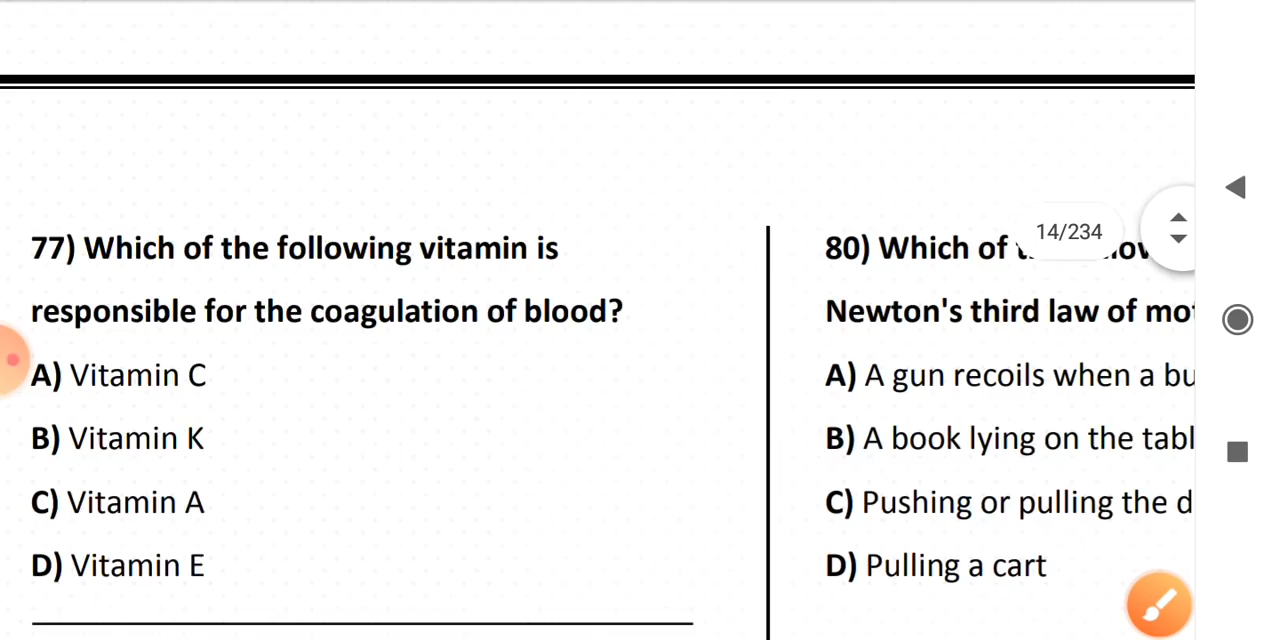 77) Which of the following vitamin is
responsible for the coagulation of blood?
A) Vitamin C
B) Vitamin K
C) Vitamin A
D) Vitamin E
80) Which of
14/234
Newton's third law of
A) A gun recoils when a
B) A book lying on the
C) Pushing or pulling the
D) Pulling a cart